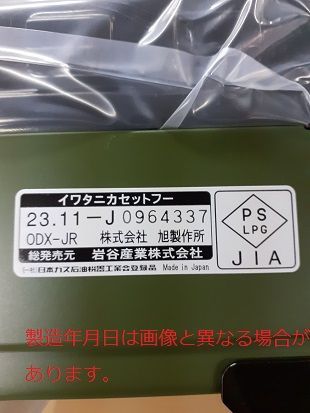 イワタニカセットフー
23.11-J 0964337
ODX-JR 株式会社 旭製作所
総発売元 岩谷産業株式会社
(一社)日本ガス石油機器工業会登録品 Made in Japan
PS
LPG
JIA
製造年月日は画像と異なる場合が
あります。